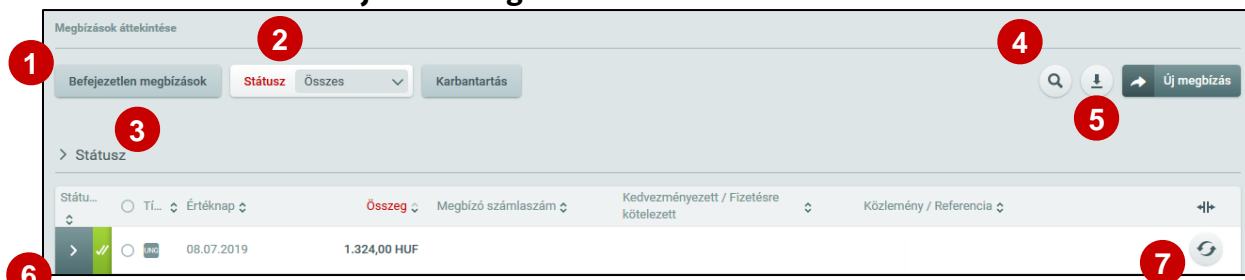 Megbízások áttekintése
1
2
4
Befejezetlen megbízások
Státusz Összes
Karbantartás
Új megbízás
3
5
> Státusz
Státu...
Tí...
Értéknap
Összeg
Megbízó számlaszám
Kedvezményezett / Fizetésre
kötelezett
Közlemény / Referencia
UNG
08.07.2019
1.324,00 HUF
6
7